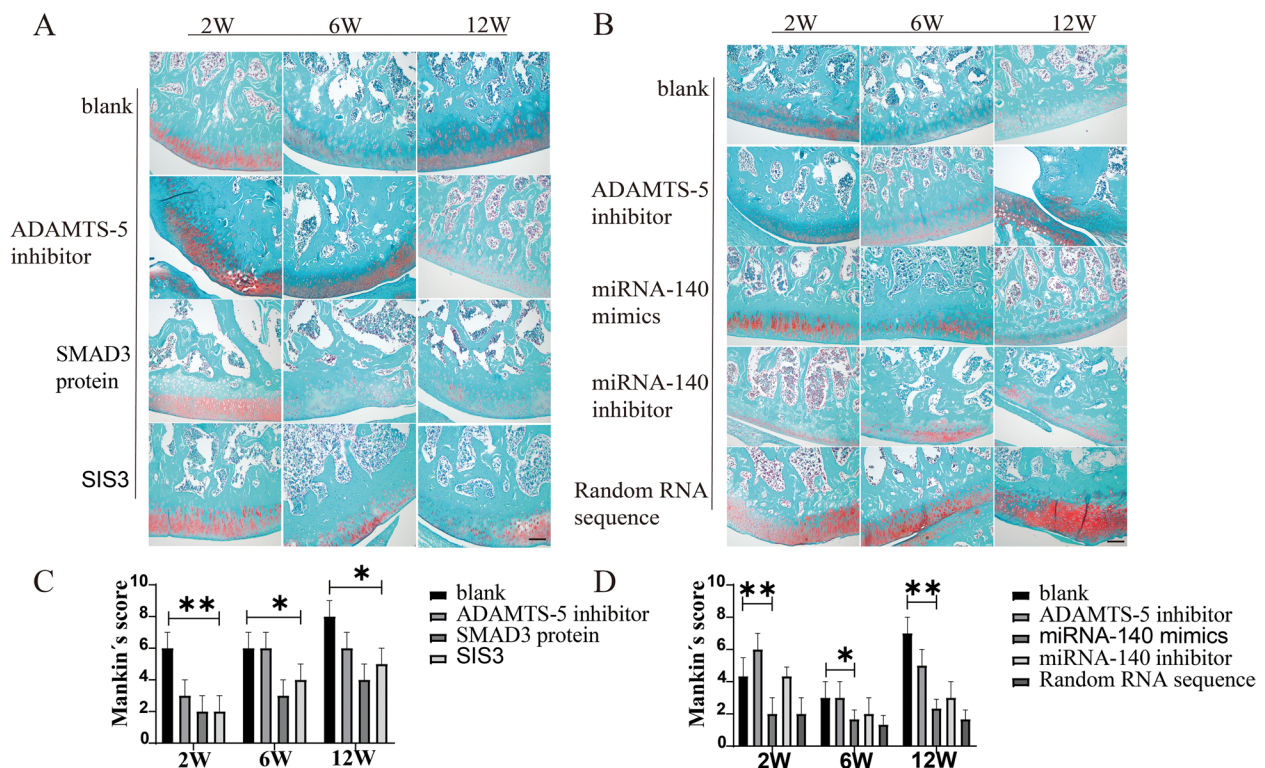 A
2W 6W 12W
blank
ADAMTS-5
inhibitor
SMAD3
protein
SIS3
B
2W 6W 12W
blank
ADAMTS-5
inhibitor
miRNA-140
mimics
miRNA-140
inhibitor
Random RNA
sequence
C
Mankin´s score
10
8
6
4
2
0
** * *
2W 6W 12W
blank
ADAMTS-5 inhibitor
SMAD3 protein
SIS3
D
Mankin´s score
10
8
6
4
2
0
** * **
2W 6W 12W
blank
ADAMTS-5 inhibitor
miRNA-140 mimics
miRNA-140 inhibitor
Random RNA sequence